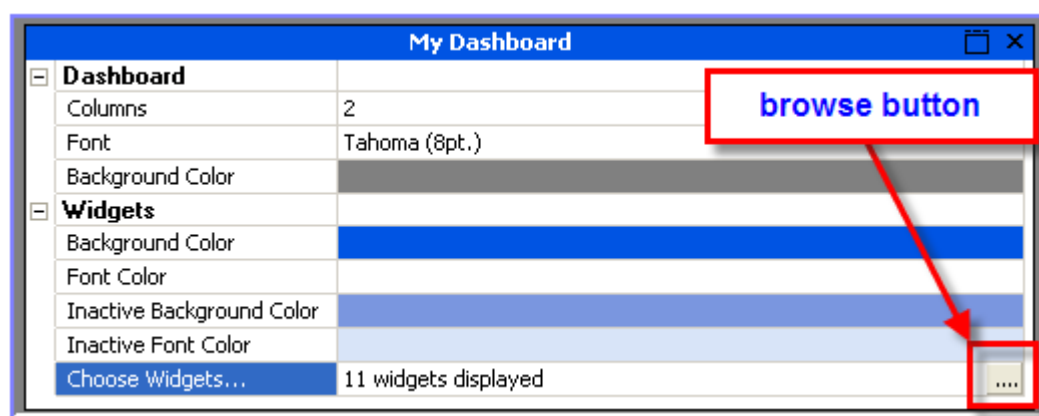 My Dashboard
Dashboard
Columns 2
Font Tahoma (8pt.)
browse button
Background Color
Widgets
Background Color
Font Color
Inactive Background Color
Inactive Font Color
Choose Widgets... 11 widgets displayed ....